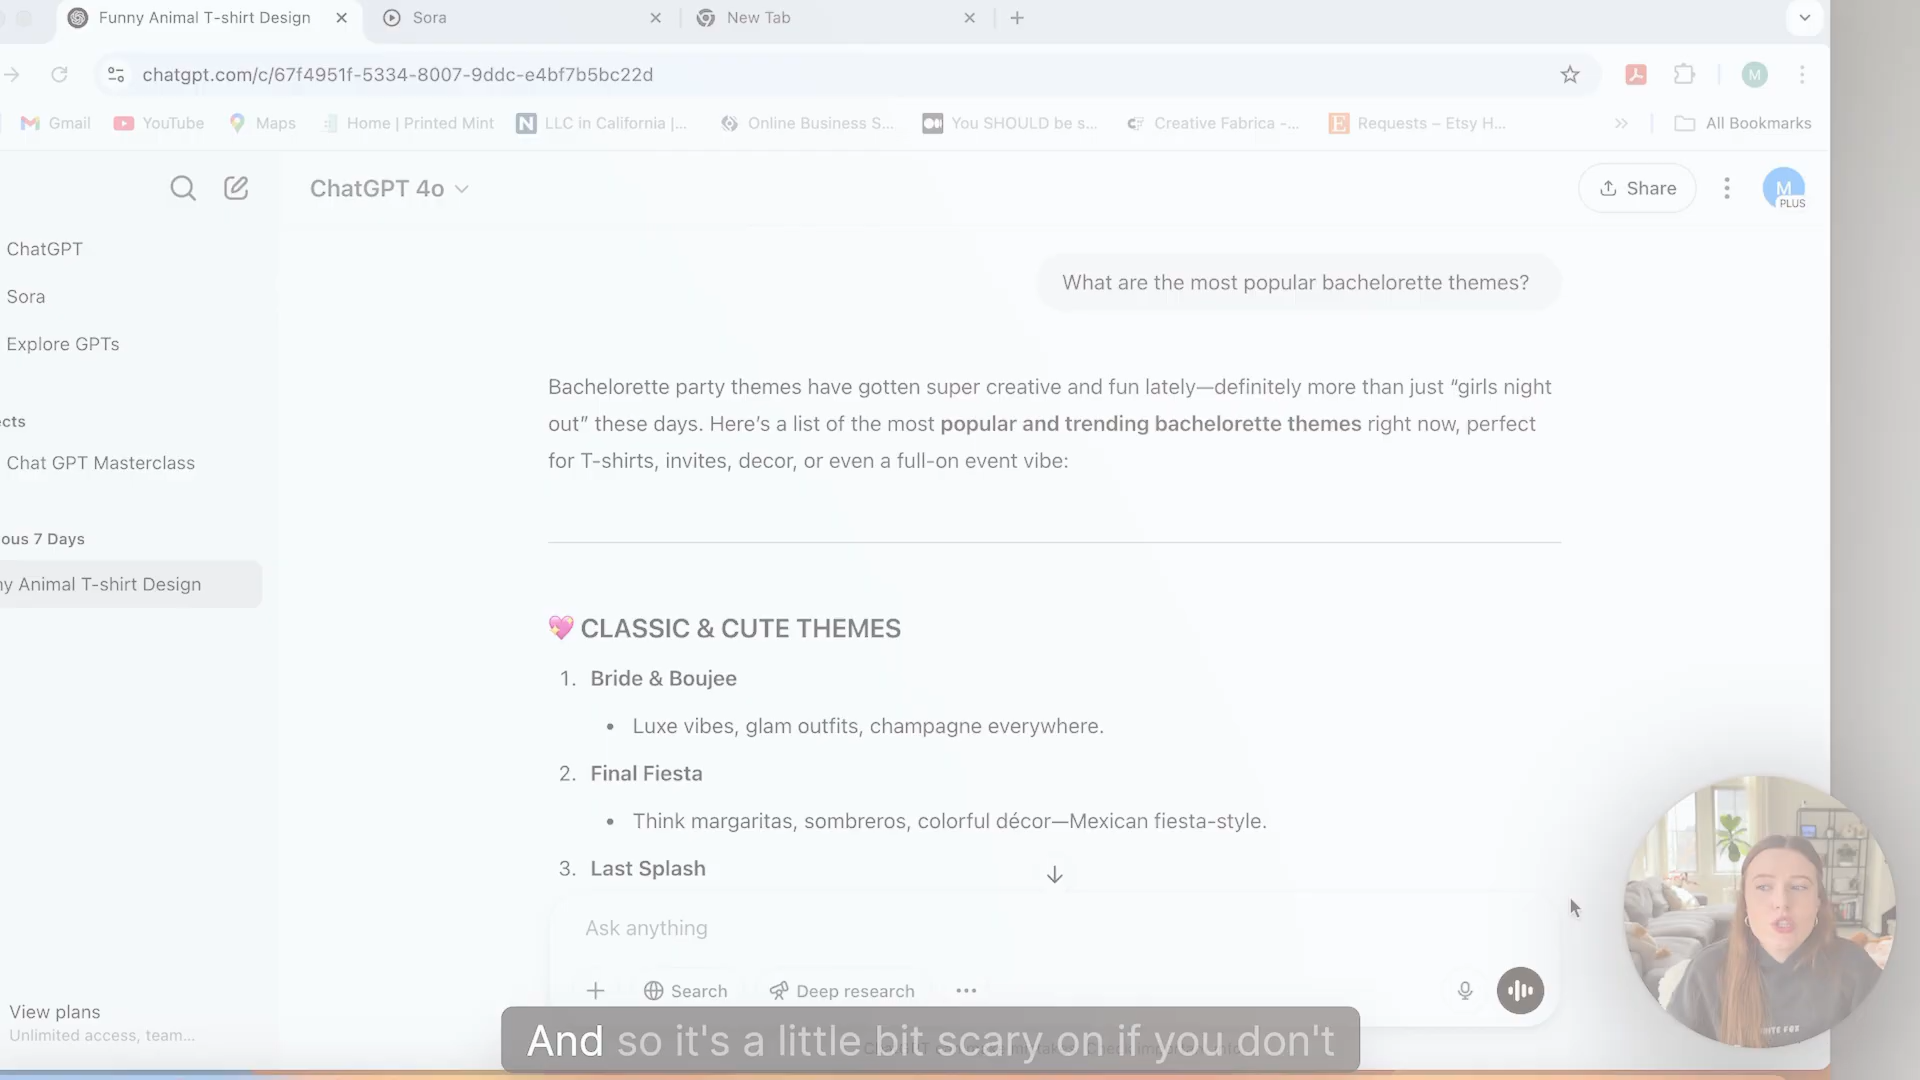 Funny Animal T-shirt Design
Sora
New Tab
chatgpt.com/c/67f4951f-5334-8007-9ddc-e4bf7b5bc22d
M
Gmail
YouTube
Maps
Home | Printed Mint
LLC in California |...
Online Business S...
You SHOULD be s...
Creative Fabrica -...
Requests – Etsy H...
All Bookmarks
ChatGPT 4o
Share
M
PLUS
ChatGPT
Sora
Explore GPTs
ects
Chat GPT Masterclass
ous 7 Days
ny Animal T-shirt Design
View plans
Unlimited access, team...
What are the most popular bachelorette themes?
Bachelorette party themes have gotten super creative and fun lately—definitely more than just “girls night
out” these days. Here’s a list of the most popular and trending bachelorette themes right now, perfect
for T-shirts, invites, decor, or even a full-on event vibe:
💖 CLASSIC & CUTE THEMES
1. Bride & Boujee
• Luxe vibes, glam outfits, champagne everywhere.
2. Final Fiesta
• Think margaritas, sombreros, colorful décor—Mexican fiesta-style.
3. Last Splash
Ask anything
Search
Deep research
And so it's a little bit scary on if you don't